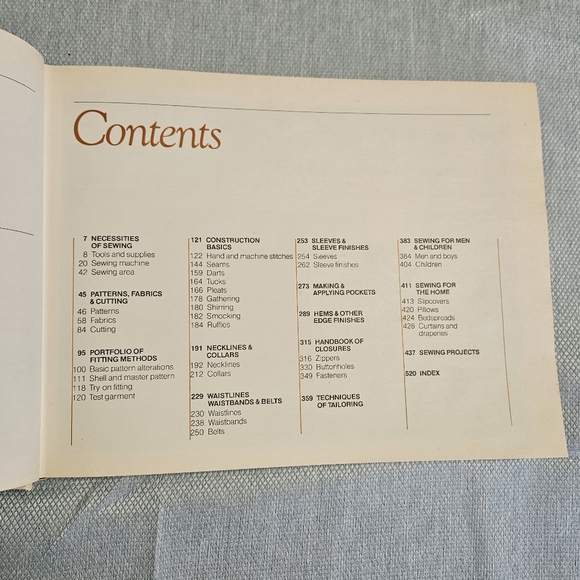 Contents
7 NECESSITIES
OF SEWING
8 Tools and supplies
20 Sewing machine
42 Sewing area
45 PATTERNS, FABRICS
& CUTTING
46 Patterns
58 Fabrics
84 Cutting
95 PORTFOLIO OF
FITTING METHODS
100 Basic pattern alterations
111 Shell and master pattern
118 Try on fitting
120 Test garment
121 CONSTRUCTION
BASICS
122 Hand and machine stitches
144 Seams
159 Darts
164 Tucks
166 Pleats
178 Gathering
180 Shirring
182 Smocking
184 Ruffles
191 NECKLINES &
COLLARS
192 Necklines
212 Collars
229 WAISTLINES
WAISTBANDS & BELTS
230 Waistlines
238 Waistbands
250 Belts
253 SLEEVES &
SLEEVE FINISHES
254 Sleeves
262 Sleeve finishes
273 MAKING &
APPLYING POCKETS
289 HEMS & OTHER
EDGE FINISHES
315 HANDBOOK OF
CLOSURES
316 Zippers
330 Buttonholes
349 Fasteners
359 TECHNIQUES
OF TAILORING
383 SEWING FOR MEN
& CHILDREN
384 Men and boys
404 Children
411 SEWING FOR
THE HOME
413 Slipcovers
420 Pillows
424 Bedspreads
428 Curtains and
draperies
437 SEWING PROJECTS
520 INDEX